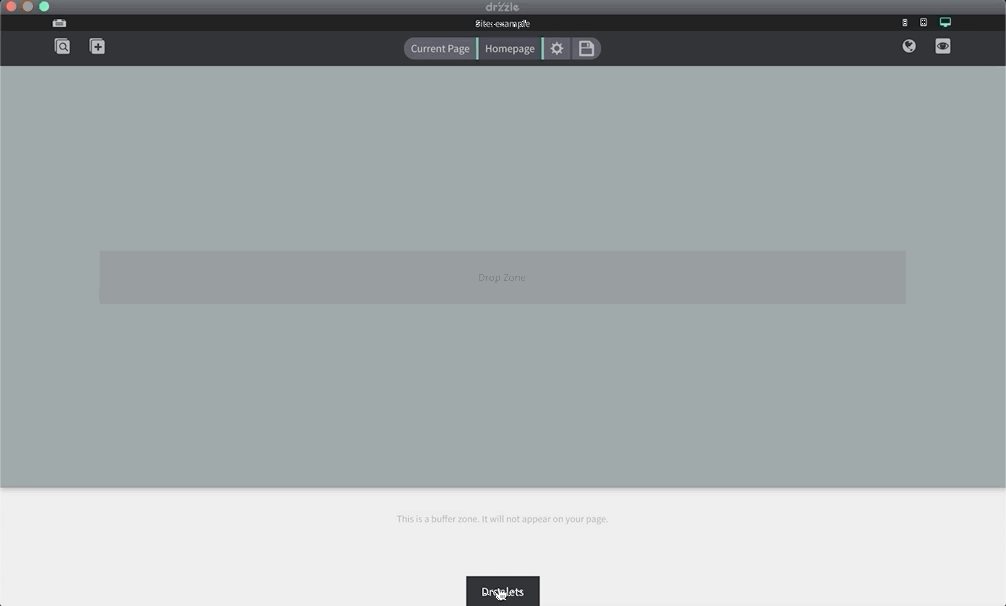 drizzle
Site: example
Current Page
Homepage
Drop Zone
This is a buffer zone. It will not appear on your page.
Droplets